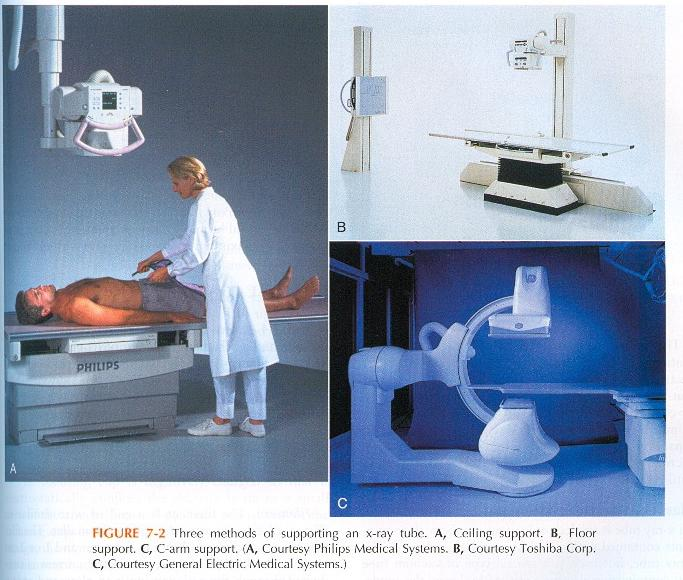 PHILIPS
A
B
C
FIGURE 7-2 Three methods of supporting an x-ray tube. A, Ceiling support. B, Floor
support. C, C-arm support. (A, Courtesy Philips Medical Systems. B, Courtesy Toshiba Corp.
C, Courtesy General Electric Medical Systems.)